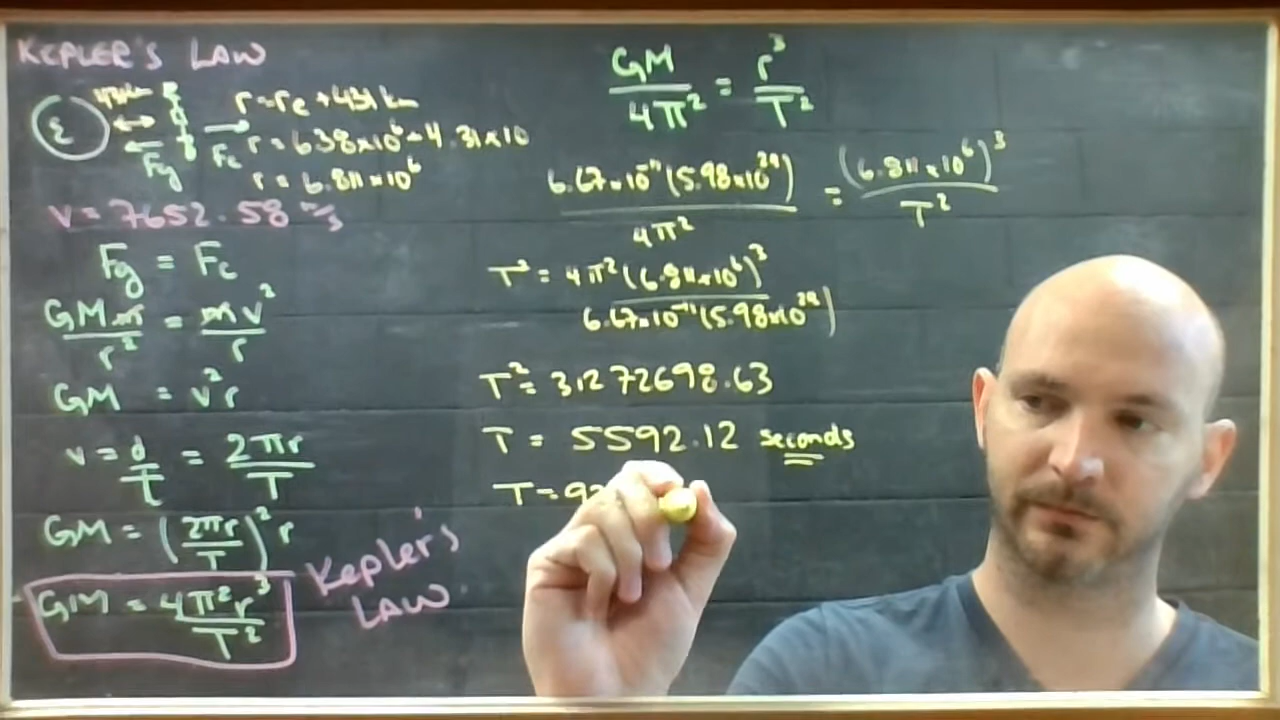 KEPLER'S LAW
431km
r = re + 431 km
E
r = 6.38×10⁶ + 4.31×10
Fg Fc
r = 6.811×10⁶
v = 7652.58 m/s
Fg = Fc
GMm/r² = mv²/r
GM = v²r
v = d/t = 2πr/T
GM = (2πr/T)² r
GM = 4π²r³/T²
Kepler's
LAW.
GM/4π² = r³/T²
6.67×10⁻¹¹(5.98×10²⁴)/4π² = (6.811×10⁶)³/T²
T² = 4π²(6.811×10⁶)³/6.67×10⁻¹¹(5.98×10²⁴)
T² = 31272698.63
T = 5592.12 seconds
T = 9